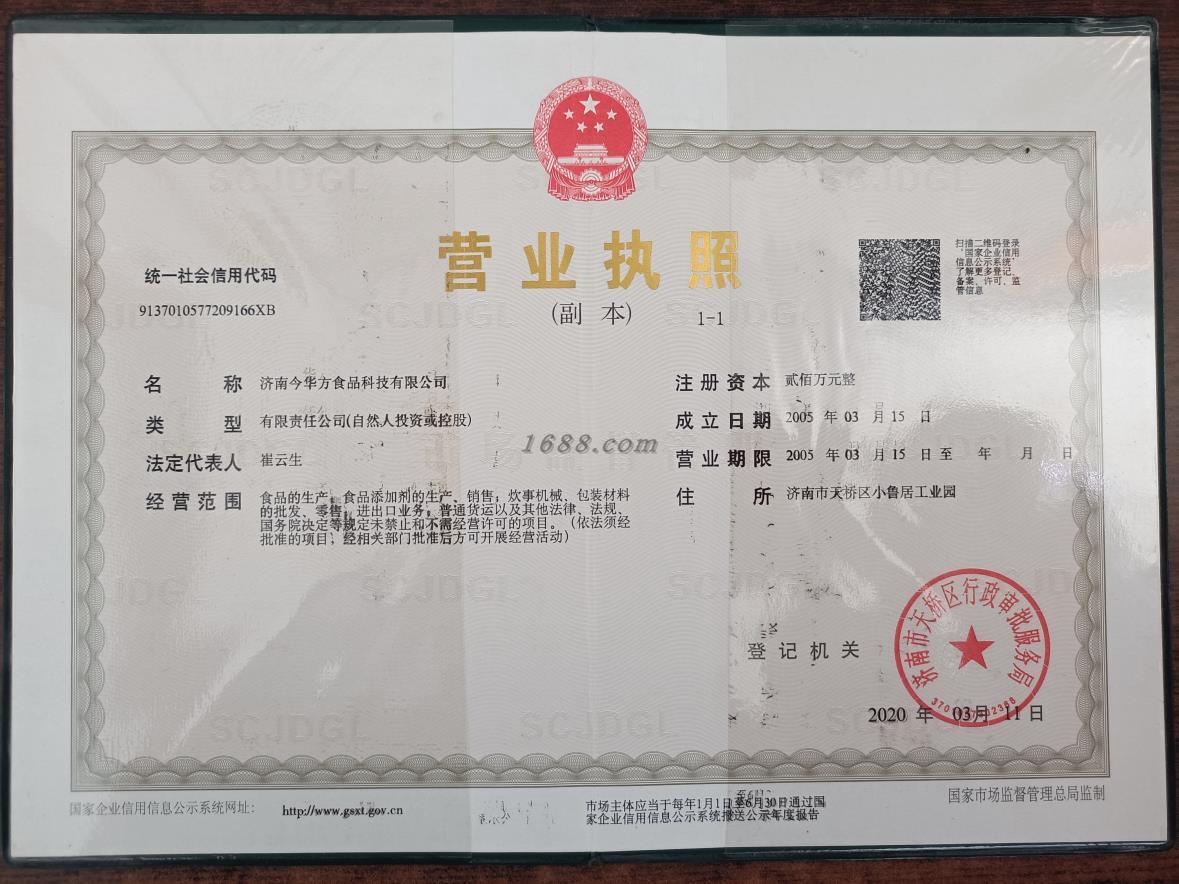 营业执照
(副 本)
1-1
统一社会信用代码
9137010577209166XB
扫描二维码登录
'国家企业信用
信息公示系统'
了解更多登记、
备案、许可、监
管信息
名 称 济南今华方食品科技有限公司
类 型 有限责任公司(自然人投资或控股)
法定代表人 崔云生
经营范围 食品的生产，食品添加剂的生产、销售；炊事机械、包装材料
的批发、零售；进出口业务；普通货运以及其他法律、法规、
国务院决定等规定未禁止和不需经营许可的项目。（依法须经
批准的项目，经相关部门批准后方可开展经营活动）
注册资本 贰佰万元整
成立日期 2005 年 03 月 15 日
营业期限 2005 年 03 月 15 日 至 年 月 日
住 所 济南市天桥区小鲁居工业园
1688.com
登记机关
济南市天桥区行政审批服务局
2020 年 03月 11 日
国家企业信用信息公示系统网址：
http://www.gsxt.gov.cn
市场主体应当于每年1月1日至6月30日通过国
家企业信用信息公示系统报送公示年度报告
国家市场监督管理总局监制
SCJDGL